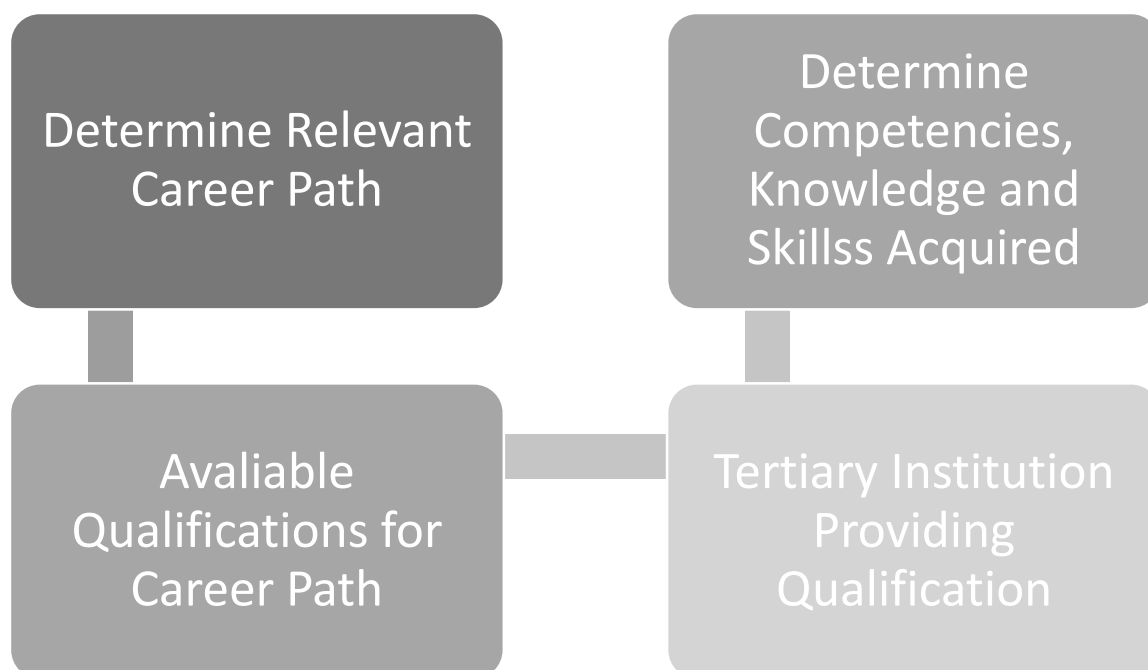 Determine Relevant
Career Path
Avaliable
Qualifications for
Career Path
Tertiary Institution
Providing
Qualification
Determine
Competencies,
Knowledge and
Skillss Acquired